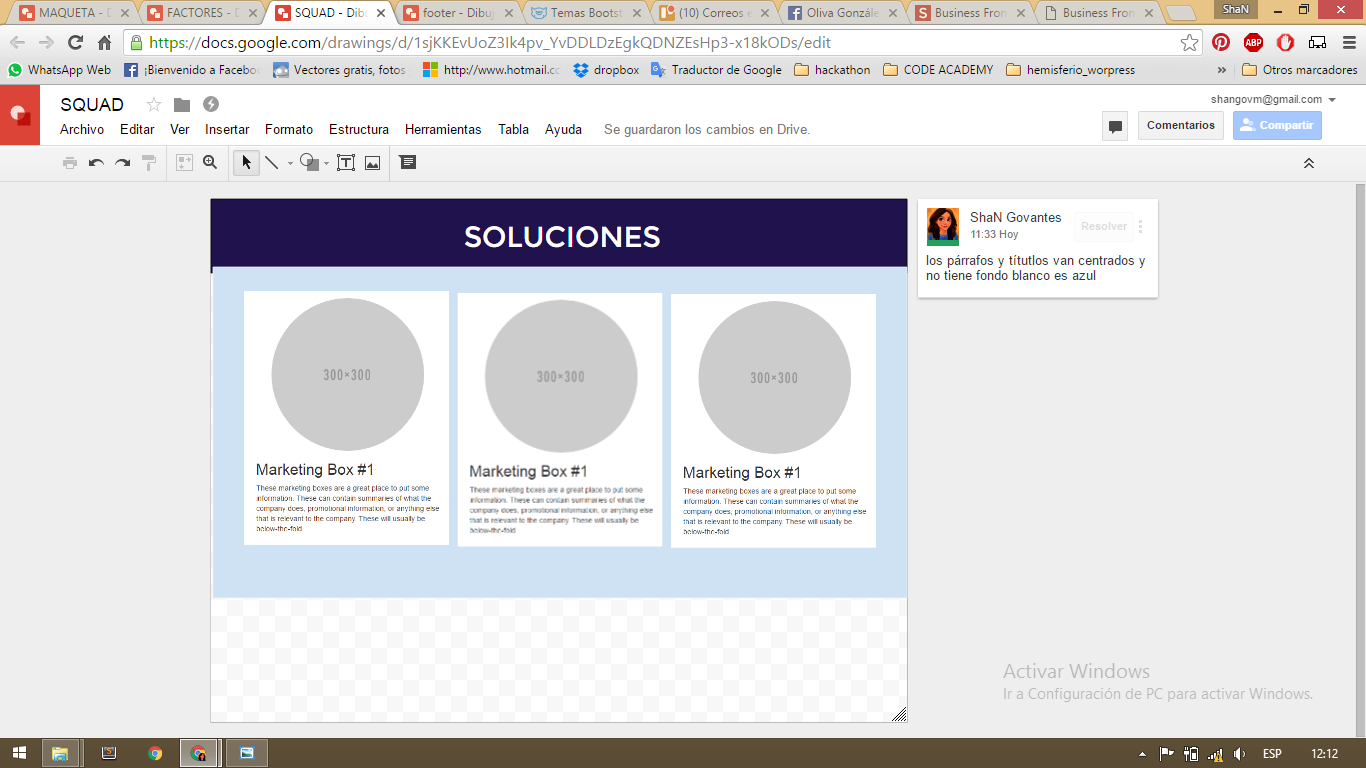 MAQUETA - D
FACTORES - D
SQUAD - Dibu
footer - Dibuj
Temas Bootst
(10) Correos e
Oliva Gonzále
Business Fron
Business Fron
ShaN
https://docs.google.com/drawings/d/1sjKKEvUoZ3Ik4pv_YvDDLDzEgkQDNZEsHp3-x18kODs/edit
WhatsApp Web
¡Bienvenido a Faceboo
Vectores gratis, fotos
http://www.hotmail.cc
dropbox
Traductor de Google
hackathon
CODE ACADEMY
hemisferio_worpress
»
Otros marcadores
SQUAD
shangovm@gmail.com
Archivo Editar Ver Insertar Formato Estructura Herramientas Tabla Ayuda
Se guardaron los cambios en Drive.
Comentarios
Compartir
SOLUCIONES
300×300
Marketing Box #1
These marketing boxes are a great place to put some
information. These can contain summaries of what the
company does, promotional information, or anything else
that is relevant to the company. These will usually be
below-the-fold.
300×300
Marketing Box #1
These marketing boxes are a great place to put some
information. These can contain summaries of what the
company does, promotional information, or anything else
that is relevant to the company. These will usually be
below-the-fold.
300×300
Marketing Box #1
These marketing boxes are a great place to put some
information. These can contain summaries of what the
company does, promotional information, or anything else
that is relevant to the company. These will usually be
below-the-fold.
ShaN Govantes
11:33 Hoy
Resolver
los párrafos y títutlos van centrados y
no tiene fondo blanco es azul
Activar Windows
Ir a Configuración de PC para activar Windows.
ESP
12:12